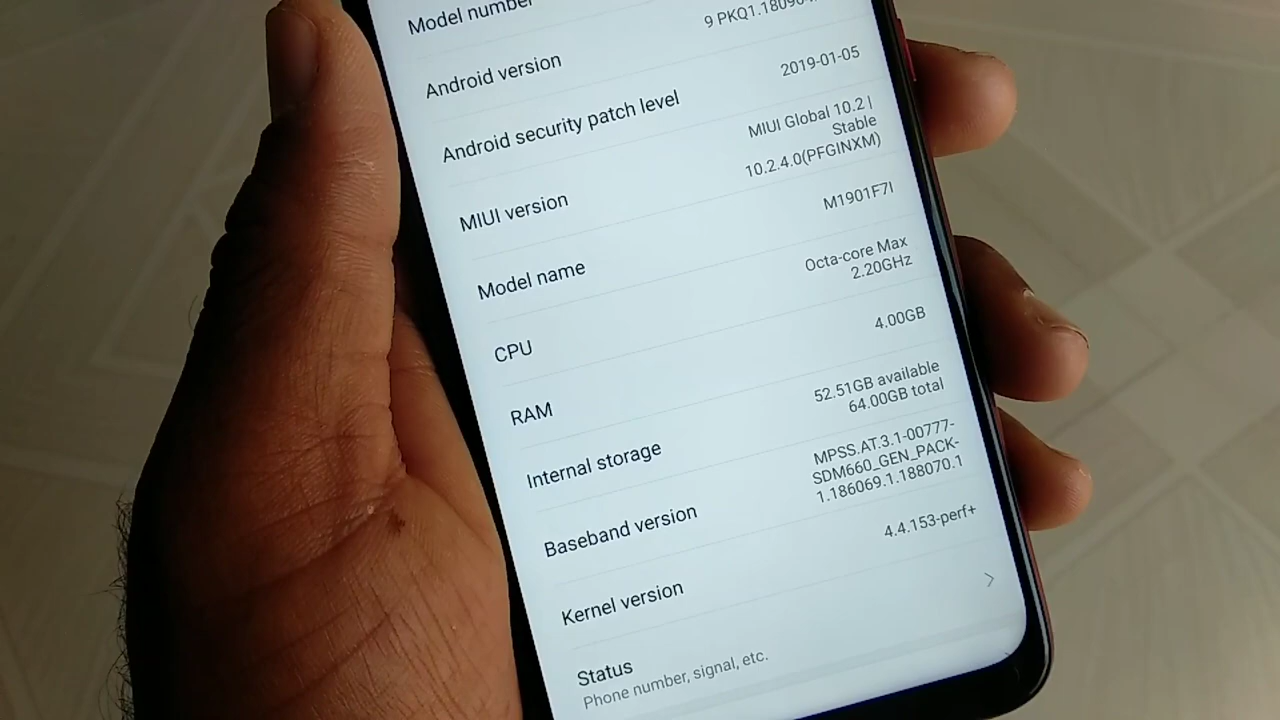 Model number
Android version
9 PKQ1.
Android security patch level
2019-01-05
MIUI version
MIUI Global 10.2 |
Stable
10.2.4.0(PFGINXM)
Model name
M1901F7I
CPU
Octa-core Max
2.20GHz
RAM
4.00GB
Internal storage
52.51GB available
64.00GB total
Baseband version
MPSS.AT.3.1-00777-
SDM660_GEN_PACK-
1.186069.1.188070.1
Kernel version
4.4.153-perf+
Status
Phone number, signal, etc.